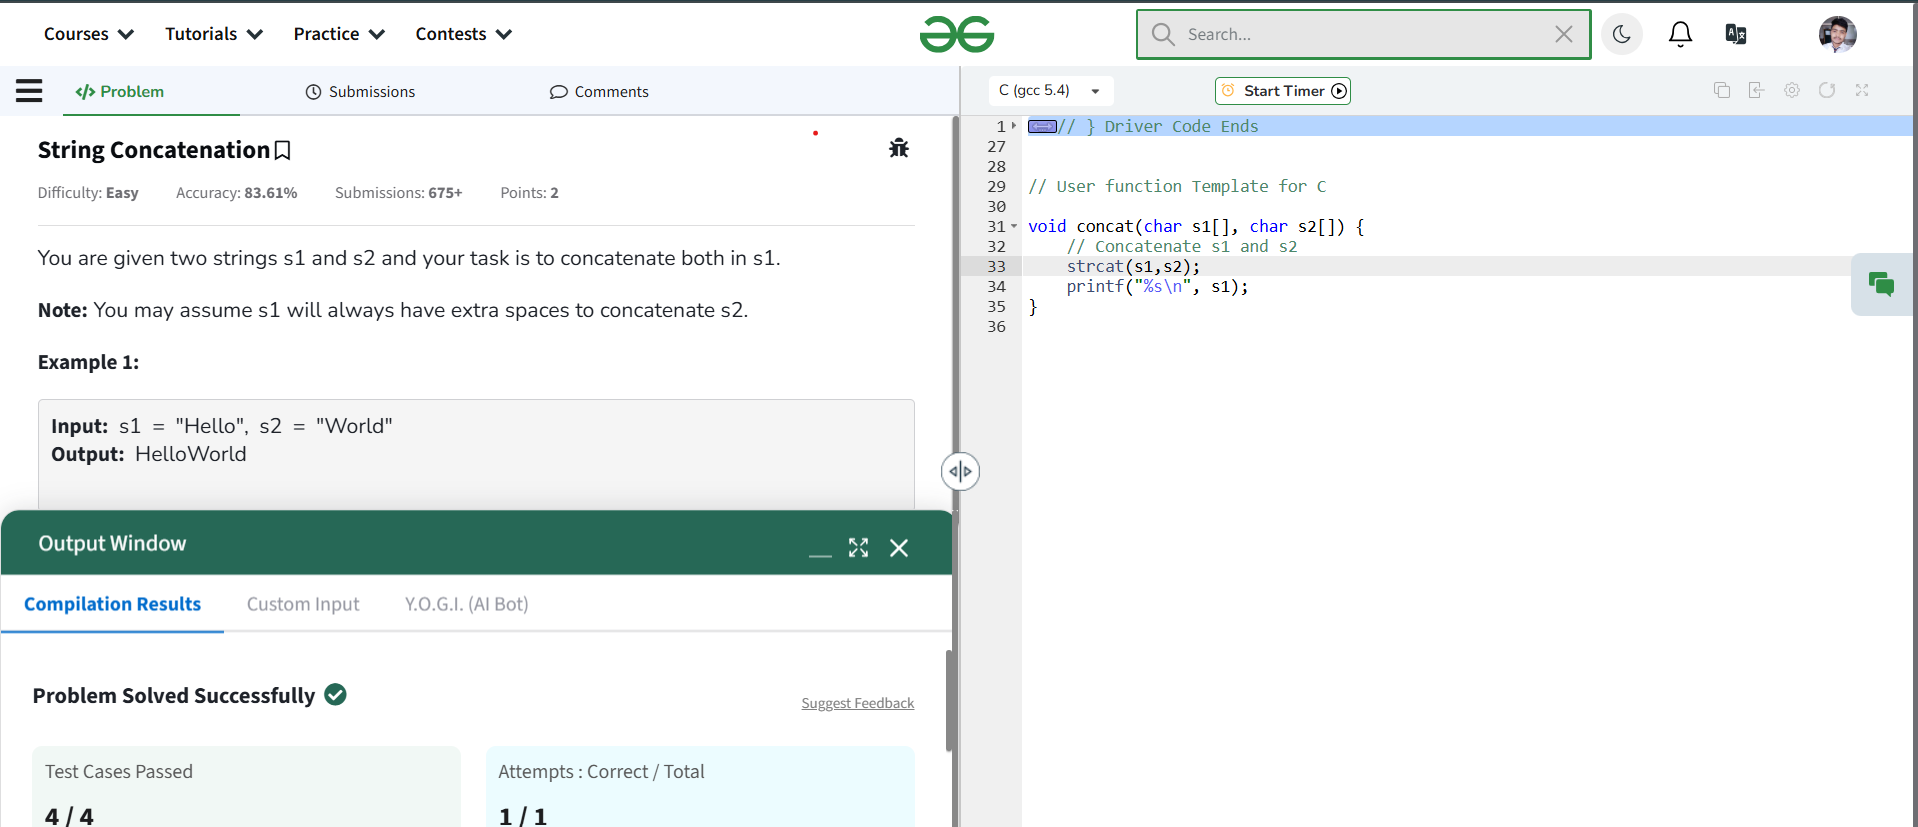 Courses Tutorials Practice Contests Search...
Problem Submissions Comments
C (gcc 5.4) Start Timer
String Concatenation
Difficulty: Easy Accuracy: 83.61% Submissions: 675+ Points: 2
You are given two strings s1 and s2 and your task is to concatenate both in s1.
Note: You may assume s1 will always have extra spaces to concatenate s2.
Example 1:
Input: s1 = "Hello", s2 = "World"
Output: HelloWorld
Output Window
Compilation Results Custom Input Y.O.G.I. (AI Bot)
Problem Solved Successfully
Suggest Feedback
Test Cases Passed
4 / 4
Attempts : Correct / Total
1 / 1
1 // } Driver Code Ends
27
28
29 // User function Template for C
30
31 void concat(char s1[], char s2[]) {
32 // Concatenate s1 and s2
33 strcat(s1,s2);
34 printf("%s\n", s1);
35 }
36